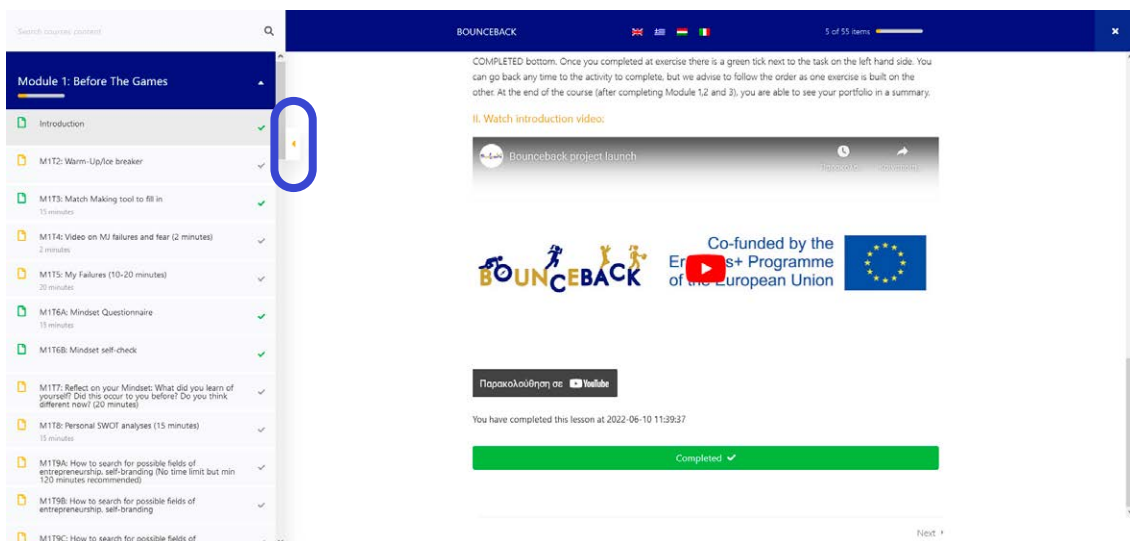 Search courses content
BOUNCEBACK
5 of 55 items
Module 1: Before The Games
Introduction
M1T2: Warm-Up/Ice breaker
M1T3: Match Making tool to fill in
15 minutes
M1T4: Video on MJ failures and fear (2 minutes)
2 minutes
M1T5: My Failures (10-20 minutes)
20 minutes
M1T6A: Mindset Questionnaire
15 minutes
M1T6B: Mindset self-check
M1T7: Reflect on your Mindset: What did you learn of
yourself? Did this occur to you before? Do you think
different now? (20 minutes)
M1T8: Personal SWOT analyses (15 minutes)
15 minutes
M1T9A: How to search for possible fields of
entrepreneurship, self-branding (No time limit but min
120 minutes recommended)
M1T9B: How to search for possible fields of
entrepreneurship, self-branding
M1T9C: How to search for possible fields of
COMPLETED bottom. Once you completed at exercise there is a green tick next to the task on the left hand side. You
can go back any time to the activity to complete, but we advise to follow the order as one exercise is built on the
other. At the end of the course (after completing Module 1,2 and 3), you are able to see your portfolio in a summary.
II. Watch introduction video:
Bounceback project launch
BOUNCEBACK
Co-funded by the
Er s+ Programme
of the European Union
Παρακολούθηση σε YouTube
You have completed this lesson at 2022-06-10 11:39:37
Completed
Next